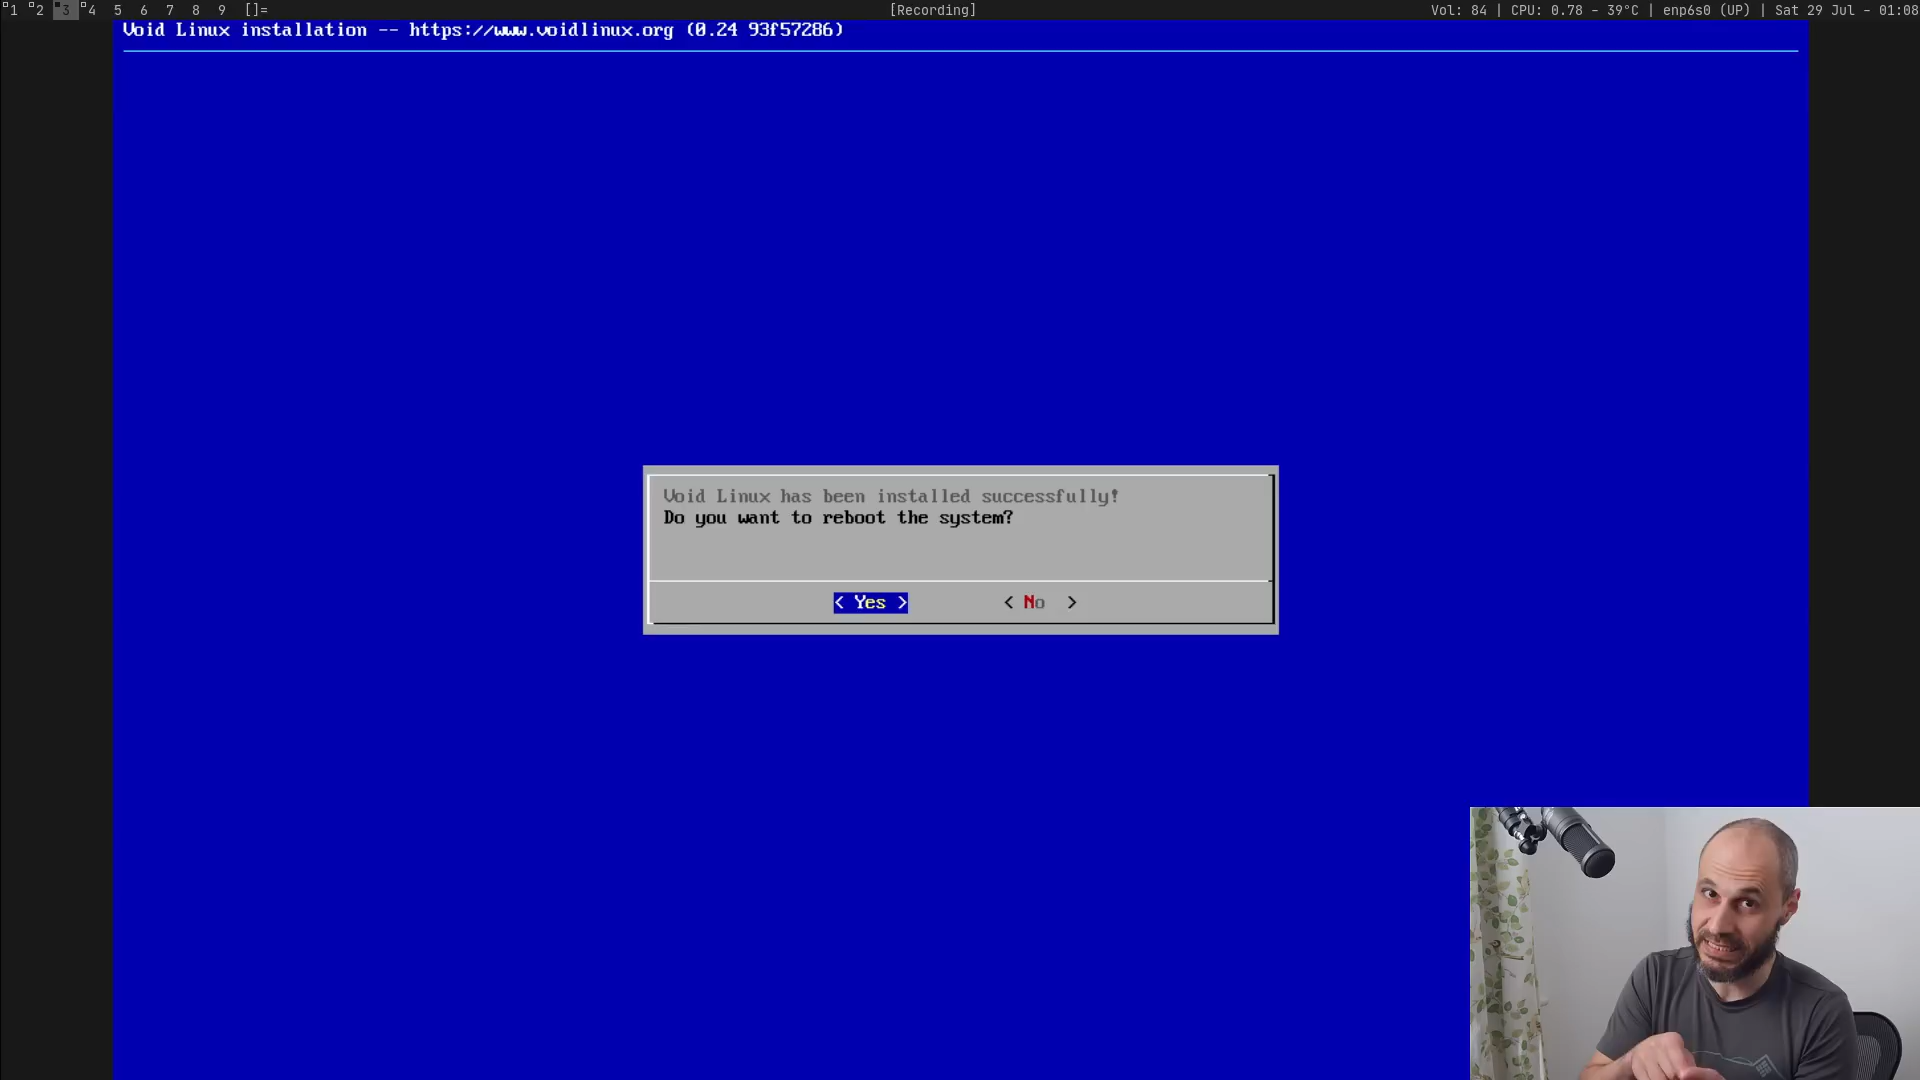 1 2 3 4 5 6 7 8 9 []= [Recording] Vol: 84 | CPU: 0.78 - 39°C | enp6s0 (UP) | Sat 29 Jul - 01:08
Void Linux installation -- https://www.voidlinux.org (0.24 93f57286)
Void Linux has been installed successfully!
Do you want to reboot the system?
< Yes > < No >